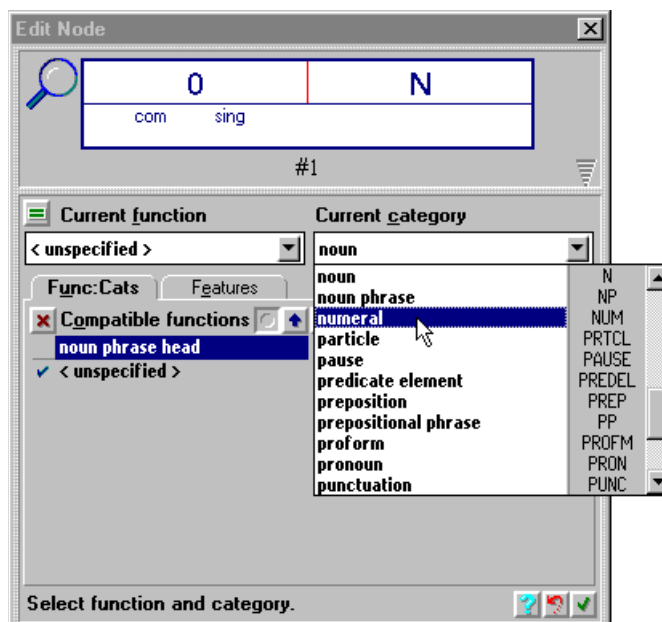 Edit Node
0 N
com sing
#1
Current function Current category
< unspecified > noun
Func:Cats Features
Compatible functions
noun phrase head
< unspecified >
noun N
noun phrase NP
numeral NUM
particle PRTCL
pause PAUSE
predicate element PREDEL
preposition PREP
prepositional phrase PP
proform PROFM
pronoun PRON
punctuation PUNC
Select function and category.